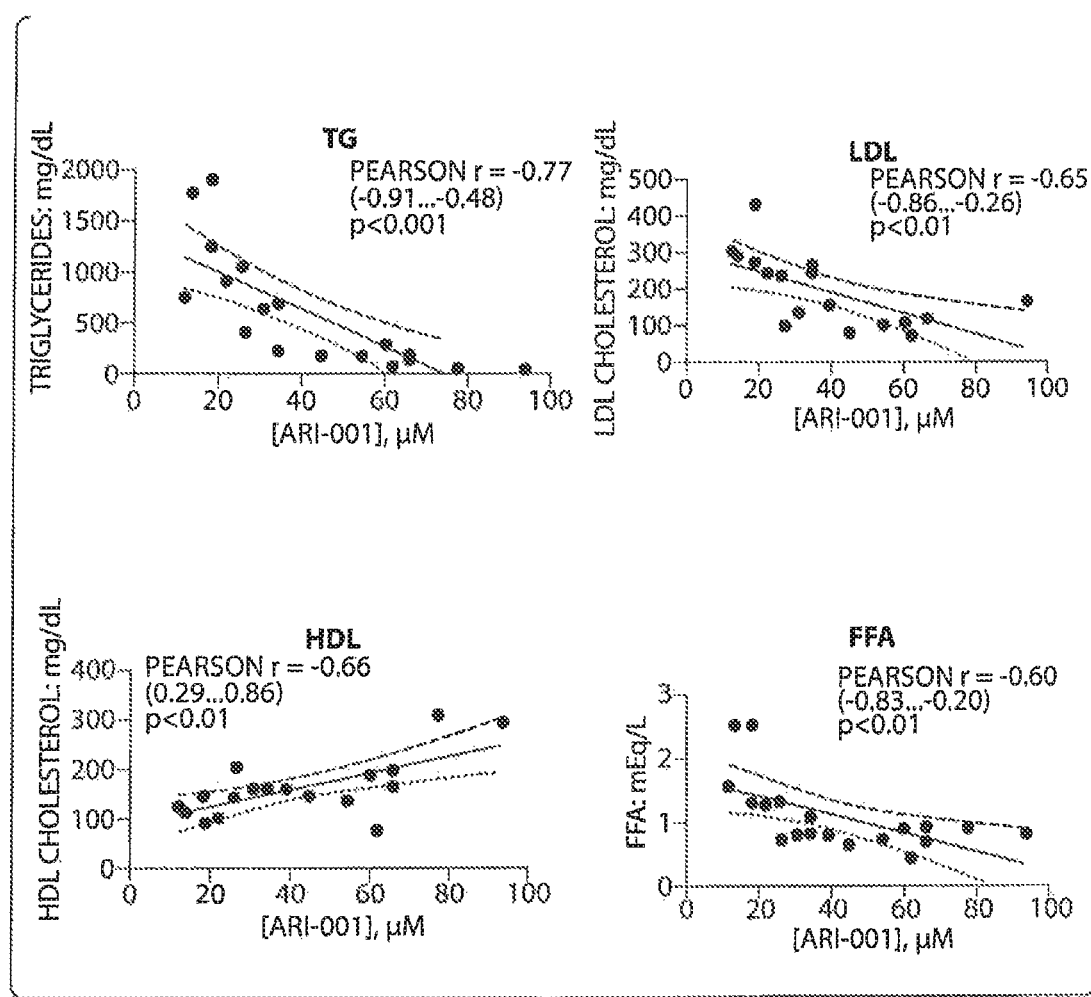 TG
PEARSON r = -0.77
(-0.91...-0.48)
p<0.001
TRIGLYCERIDES: mg/dL
2000
1500
1000
500
0
0 20 40 60 80 100
[ARI-001], µM
LDL
PEARSON r = -0.65
(-0.86...-0.26)
p<0.01
LDL CHOLESTEROL: mg/dL
500
400
300
200
100
0
0 20 40 60 80 100
[ARI-001], µM
HDL
PEARSON r = -0.66
(0.29...0.86)
p<0.01
HDL CHOLESTEROL: mg/dL
400
300
200
100
0
0 20 40 60 80 100
[ARI-001], µM
FFA
PEARSON r = -0.60
(-0.83...-0.20)
p<0.01
FFA: mEq/L
3
2
1
0
0 20 40 60 80 100
[ARI-001], µM